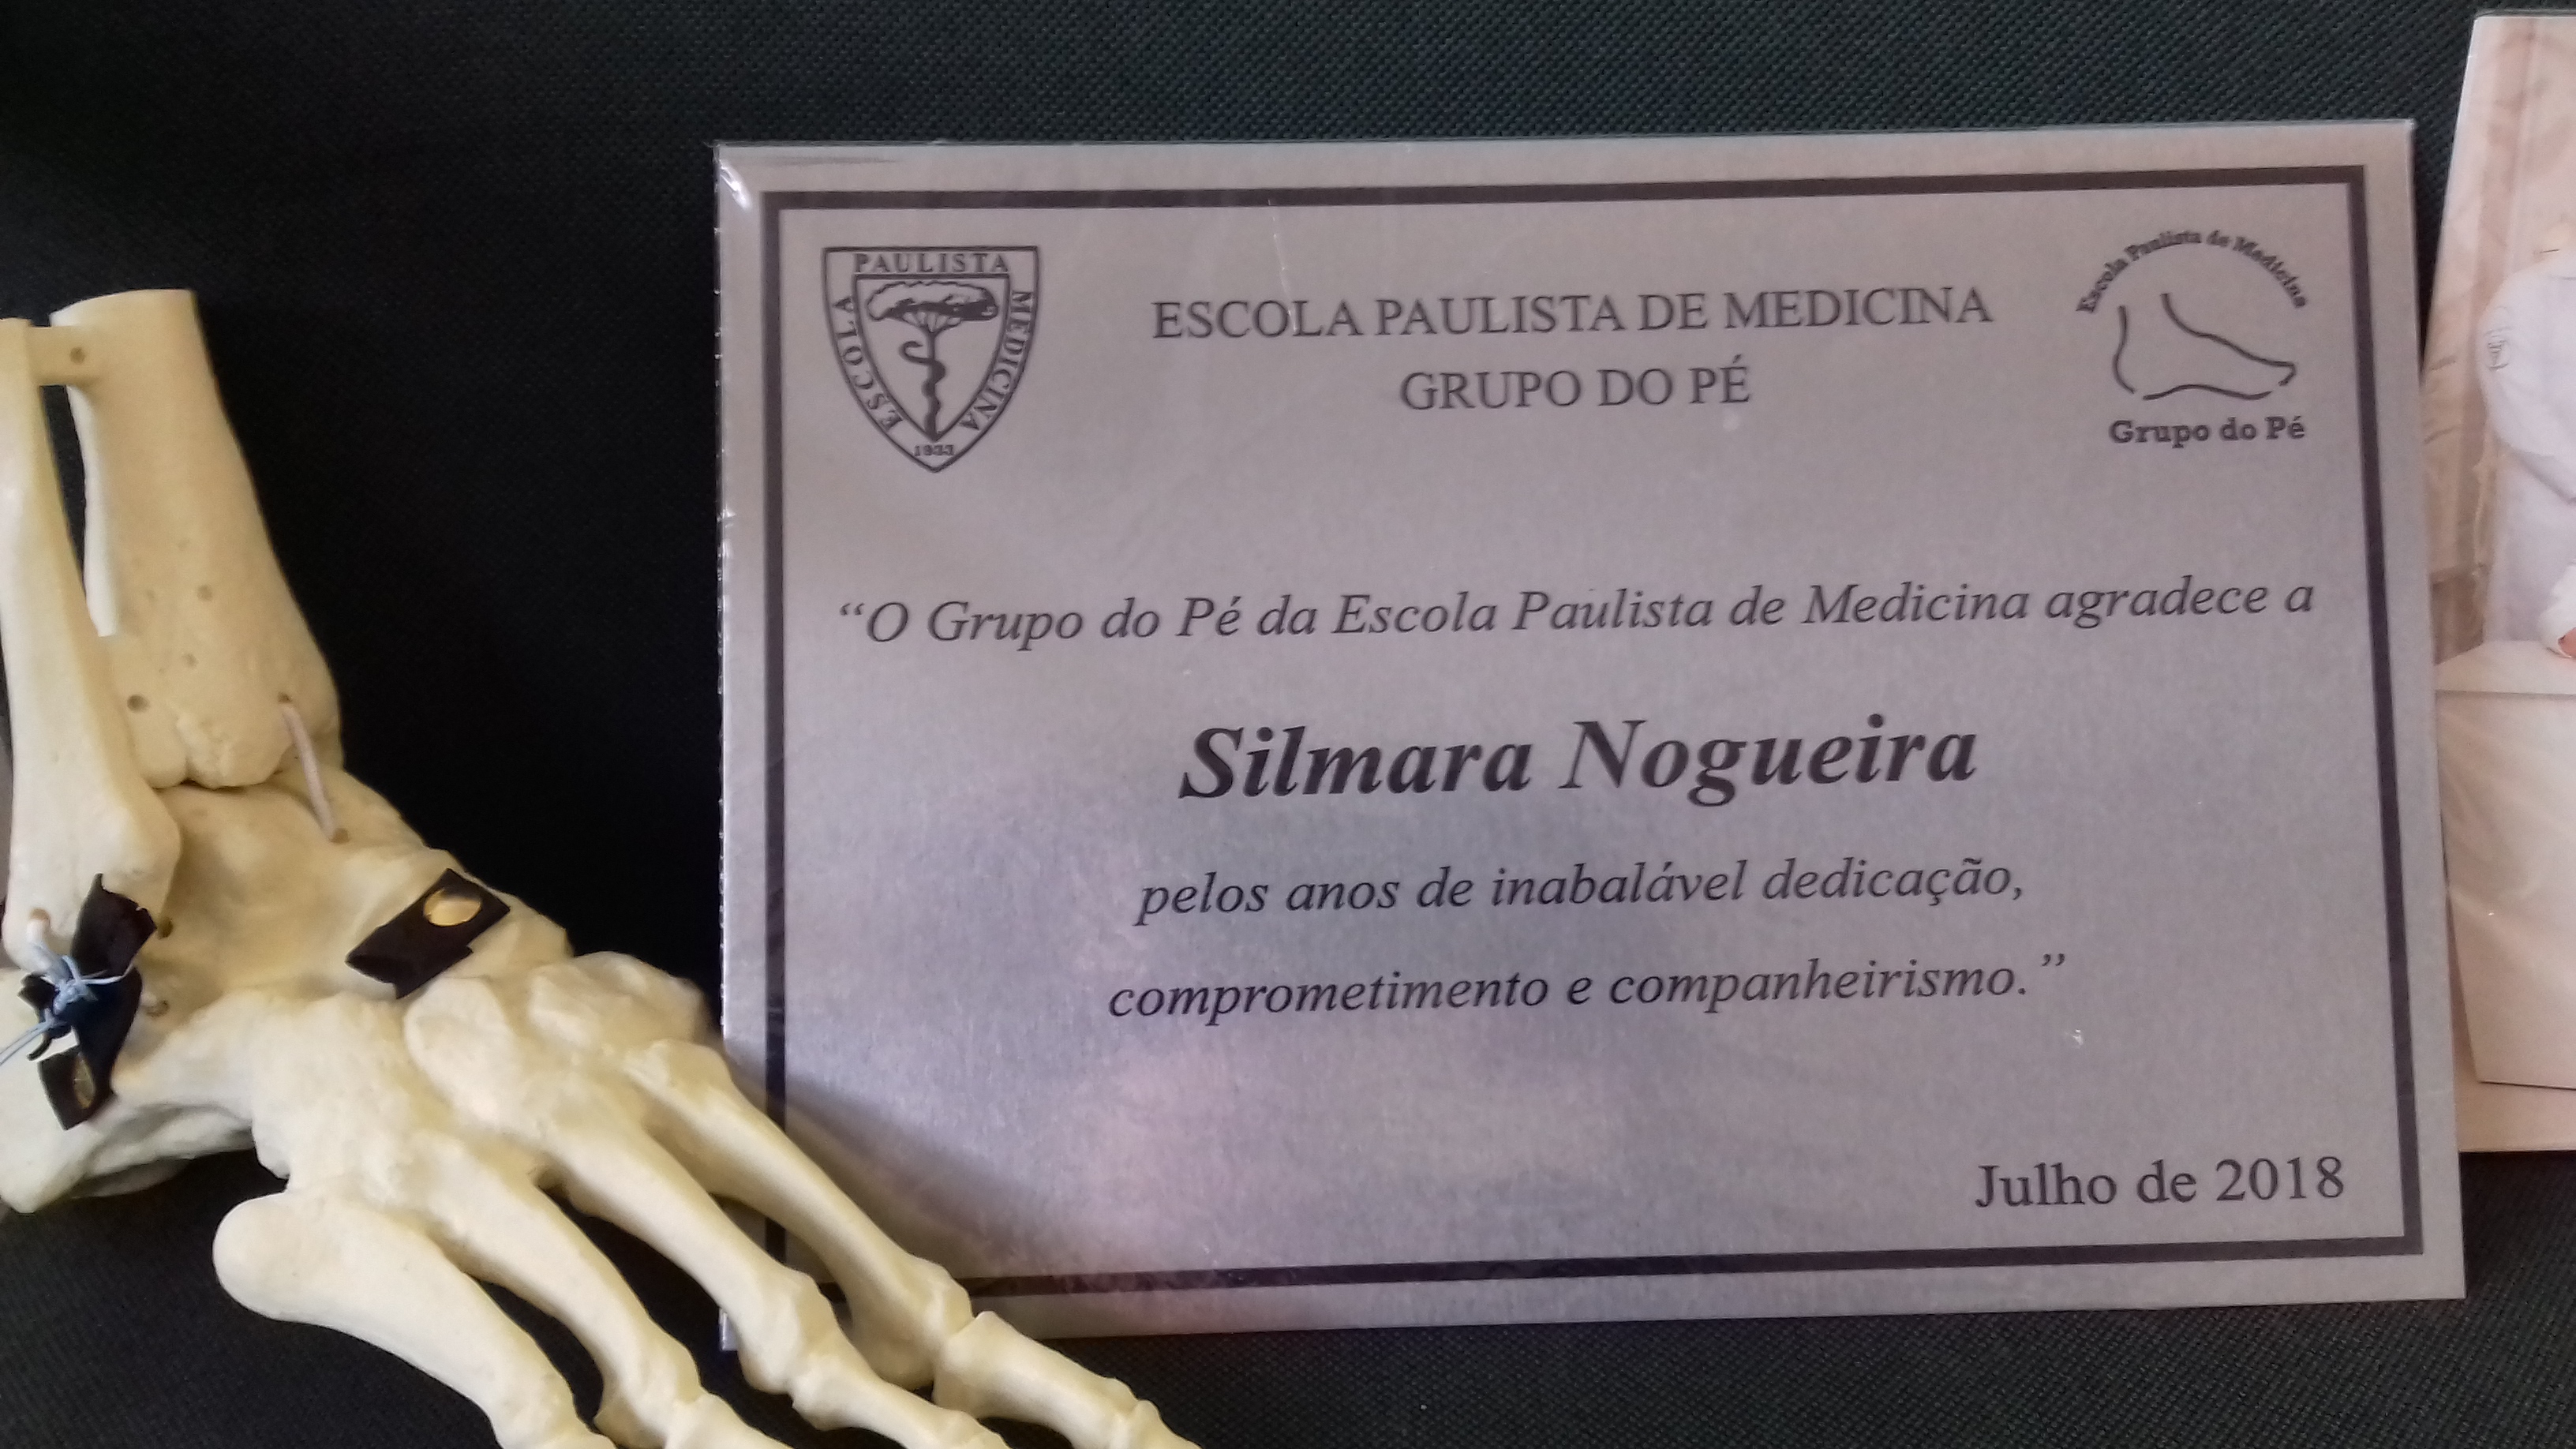 PAULISTA
ESCOLA
MEDICINA
1933
ESCOLA PAULISTA DE MEDICINA
GRUPO DO PÉ
Escola Paulista de Medicina
Grupo do Pé
“O Grupo do Pé da Escola Paulista de Medicina agradece a
Silmara Nogueira
pelos anos de inabalável dedicação,
comprometimento e companheirismo.”
Julho de 2018